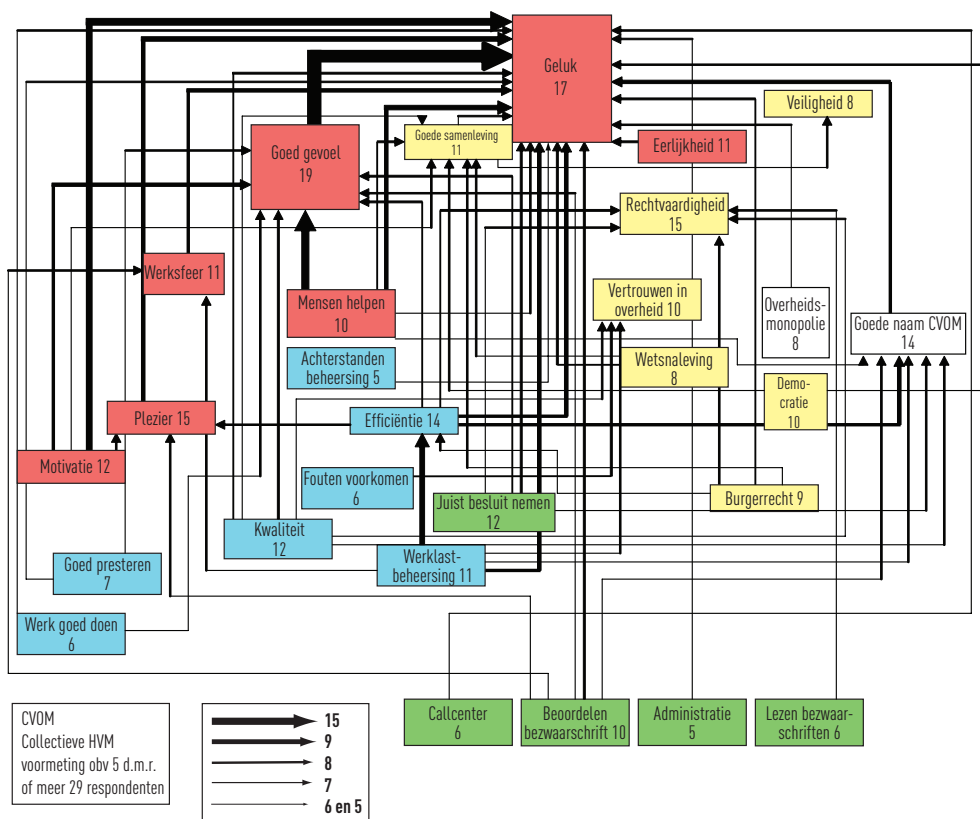 Geluk
17
Veiligheid 8
Goede samenleving
11
Eerlijkheid 11
Goed gevoel
19
Rechtvaardigheid
15
Werksfeer 11
Mensen helpen
10
Vertrouwen in
overheid 10
Overheids-
monopolie
8
Goede naam CVOM
14
Achterstanden
beheersing 5
Wetsnaleving
8
Demo-
cratie
10
Plezier 15
Efficiëntie 14
Motivatie 12
Fouten voorkomen
6
Juist besluit nemen
12
Burgerrecht 9
Kwaliteit
12
Werklast-
beheersing 11
Goed presteren
7
Werk goed doen
6
Callcenter
6
Beoordelen
bezwaarschrift 10
Administratie
5
Lezen bezwaar-
schriften 6
CVOM
Collectieve HVM
voormeting obv 5 d.m.r.
of meer 29 respondenten
15
9
8
7
6 en 5